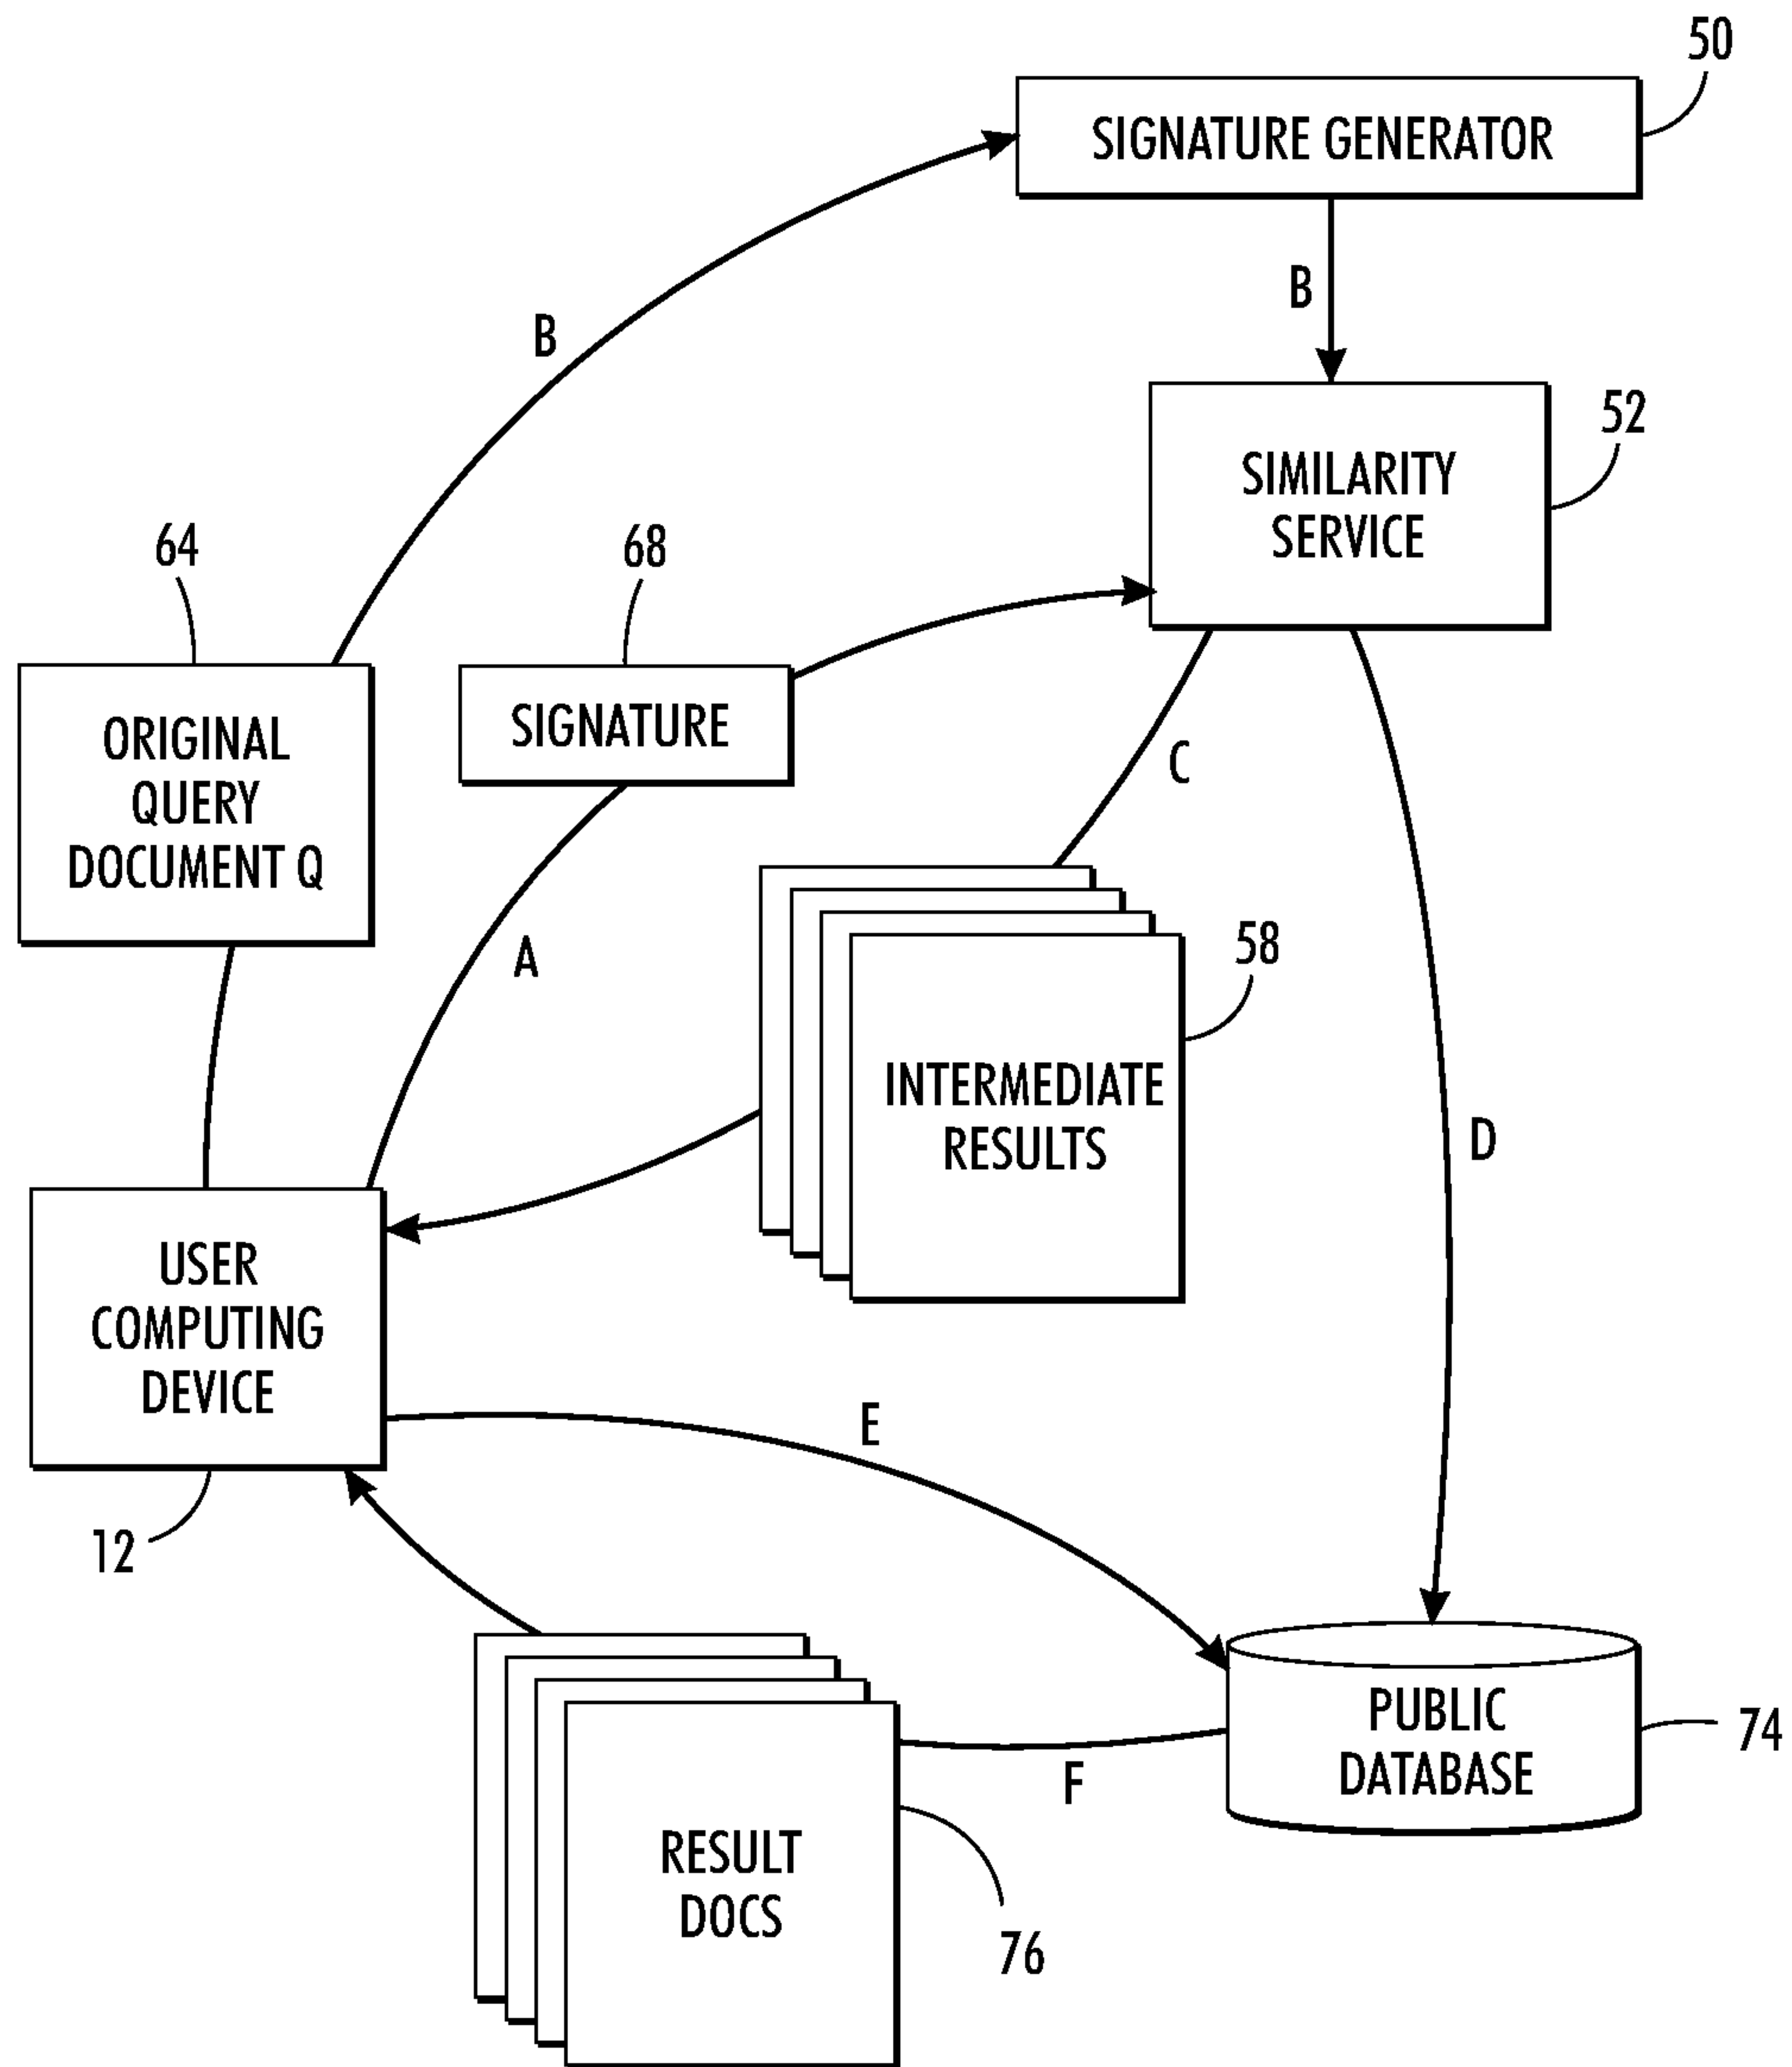 50
SIGNATURE GENERATOR
B
B
52
SIMILARITY
SERVICE
64
68
ORIGINAL
QUERY
DOCUMENT Q
SIGNATURE
C
A
58
INTERMEDIATE
RESULTS
D
USER
COMPUTING
DEVICE
E
12
PUBLIC
DATABASE
74
F
RESULT
DOCS
76